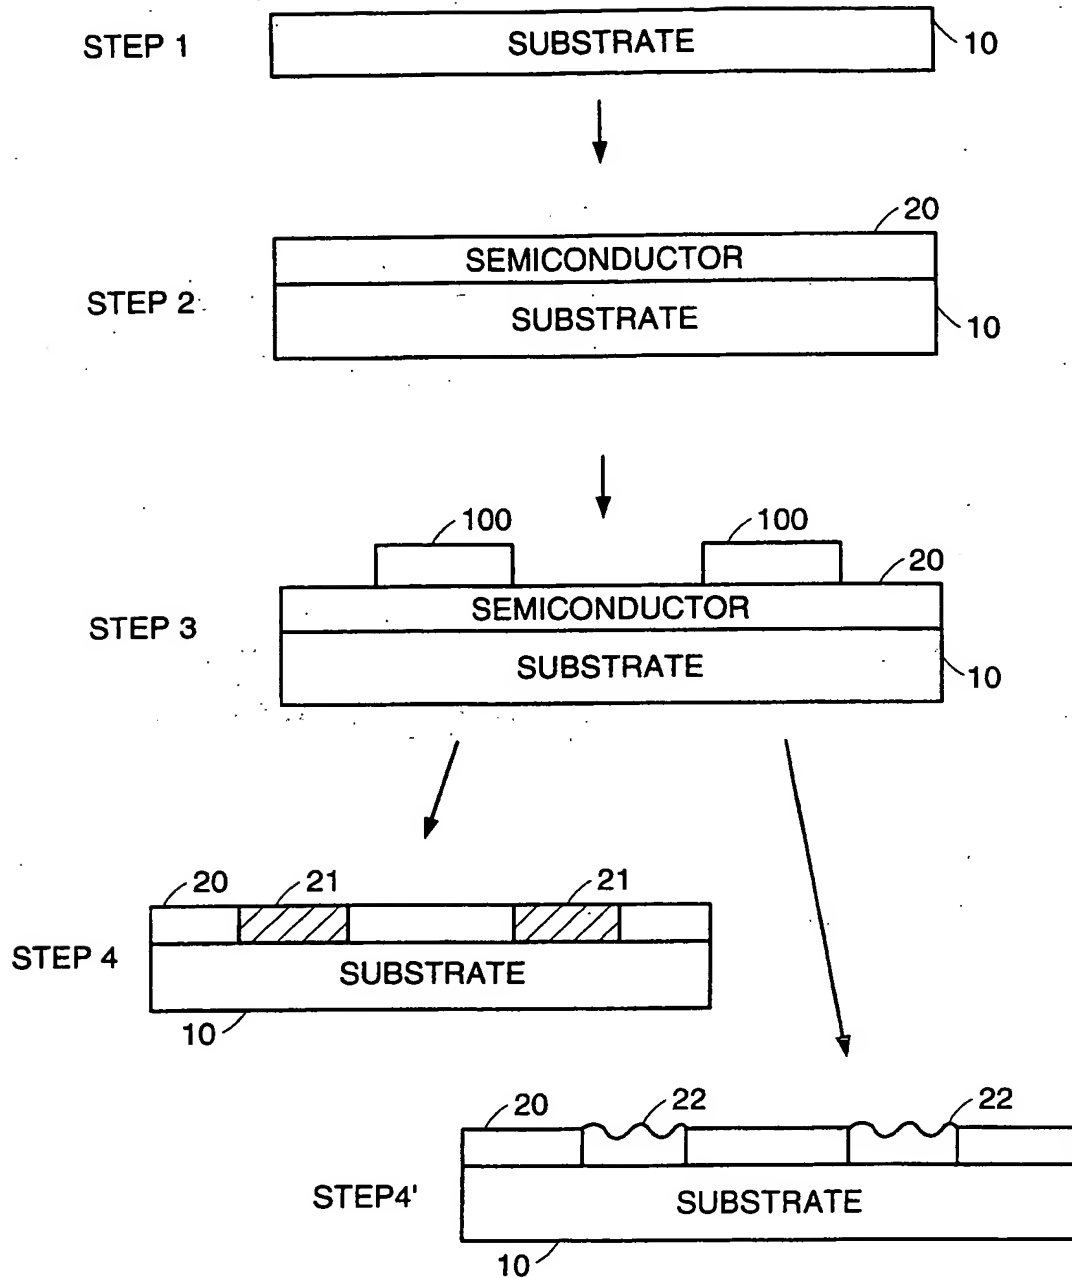 STEP 1
SUBSTRATE
10
20
SEMICONDUCTOR
STEP 2
SUBSTRATE
10
100
100
20
SEMICONDUCTOR
STEP 3
SUBSTRATE
10
20
21
21
STEP 4
SUBSTRATE
10
20
22
22
STEP4'
SUBSTRATE
10